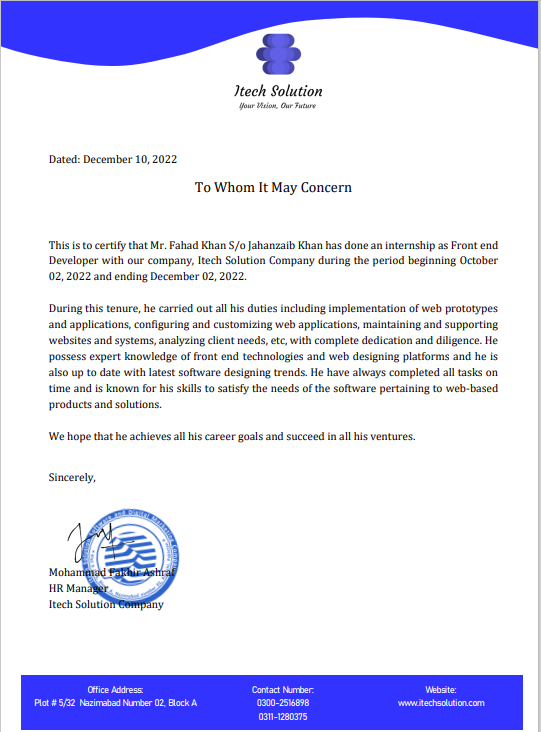 Itech Solution
Your Vision, Our Future
Dated: December 10, 2022
To Whom It May Concern
This is to certify that Mr. Fahad Khan S/o Jahanzaib Khan has done an internship as Front end
Developer with our company, Itech Solution Company during the period beginning October
02, 2022 and ending December 02, 2022.
During this tenure, he carried out all his duties including implementation of web prototypes
and applications, configuring and customizing web applications, maintaining and supporting
websites and systems, analyzing client needs, etc, with complete dedication and diligence. He
possess expert knowledge of front end technologies and web designing platforms and he is
also up to date with latest software designing trends. He have always completed all tasks on
time and is known for his skills to satisfy the needs of the software pertaining to web-based
products and solutions.
We hope that he achieves all his career goals and succeed in all his ventures.
Sincerely,
Mohammad Fakhir Ashraf
HR Manager
Itech Solution Company
Office Address:
Plot # 5/32 Nazimabad Number 02, Block A
Contact Number:
0300-2516898
0311-1280375
Website:
www.itechsolution.com